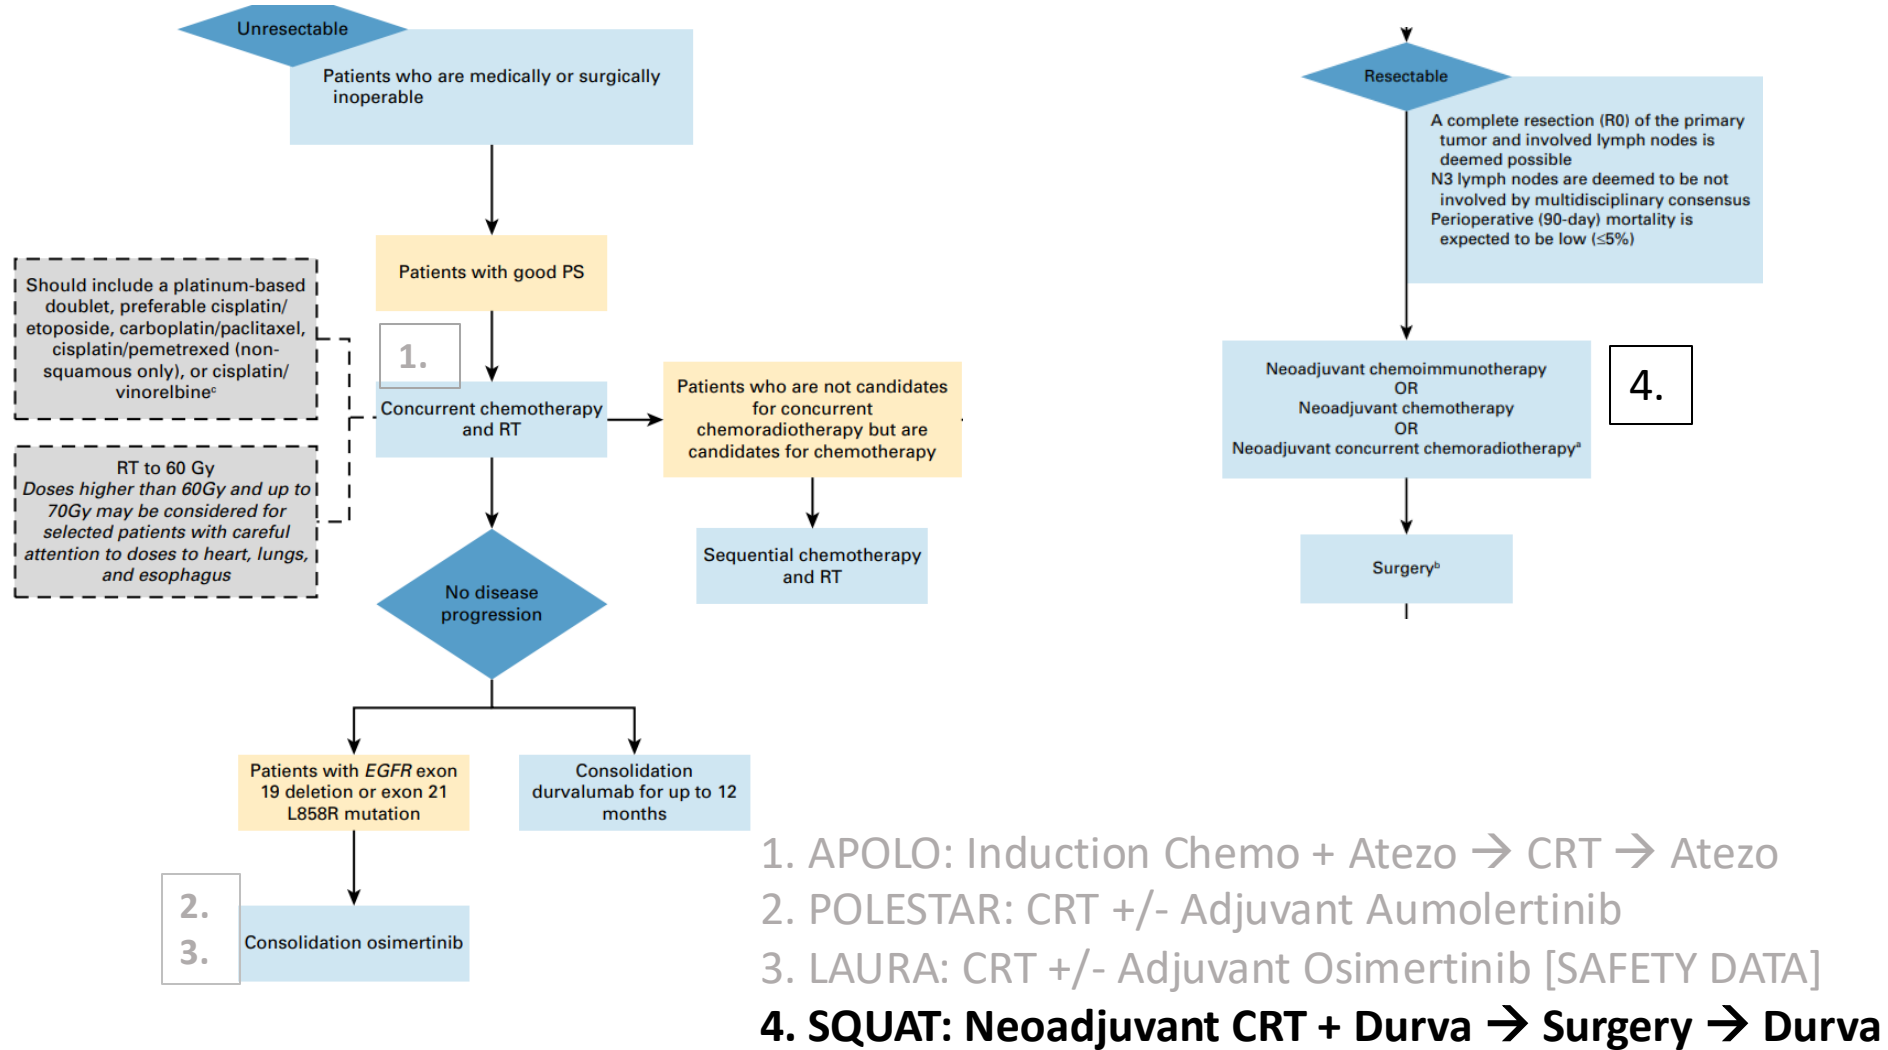 Unresectable
Patients who are medically or surgically
inoperable
Patients with good PS
Should include a platinum-based
doublet, preferable cisplatin/
etoposide, carboplatin/paclitaxel,
cisplatin/pemetrexed (non-
squamous only), or cisplatin/
vinorelbineᶜ
RT to 60 Gy
Doses higher than 60Gy and up to
70Gy may be considered for
selected patients with careful
attention to doses to heart, lungs,
and esophagus
1.
Concurrent chemotherapy
and RT
Patients who are not candidates
for concurrent
chemoradiotherapy but are
candidates for chemotherapy
Sequential chemotherapy
and RT
No disease
progression
Patients with EGFR exon
19 deletion or exon 21
L858R mutation
Consolidation
durvalumab for up to 12
months
2.
3.
Consolidation osimertinib
Resectable
A complete resection (R0) of the primary
tumor and involved lymph nodes is
deemed possible
N3 lymph nodes are deemed to be not
involved by multidisciplinary consensus
Perioperative (90-day) mortality is
expected to be low (≤5%)
Neoadjuvant chemoimmunotherapy
OR
Neoadjuvant chemotherapy
OR
Neoadjuvant concurrent chemoradiotherapyᵃ
4.
Surgeryᵇ
1. APOLO: Induction Chemo + Atezo → CRT → Atezo
2. POLESTAR: CRT +/- Adjuvant Aumolertinib
3. LAURA: CRT +/- Adjuvant Osimertinib [SAFETY DATA]
4. SQUAT: Neoadjuvant CRT + Durva → Surgery → Durva